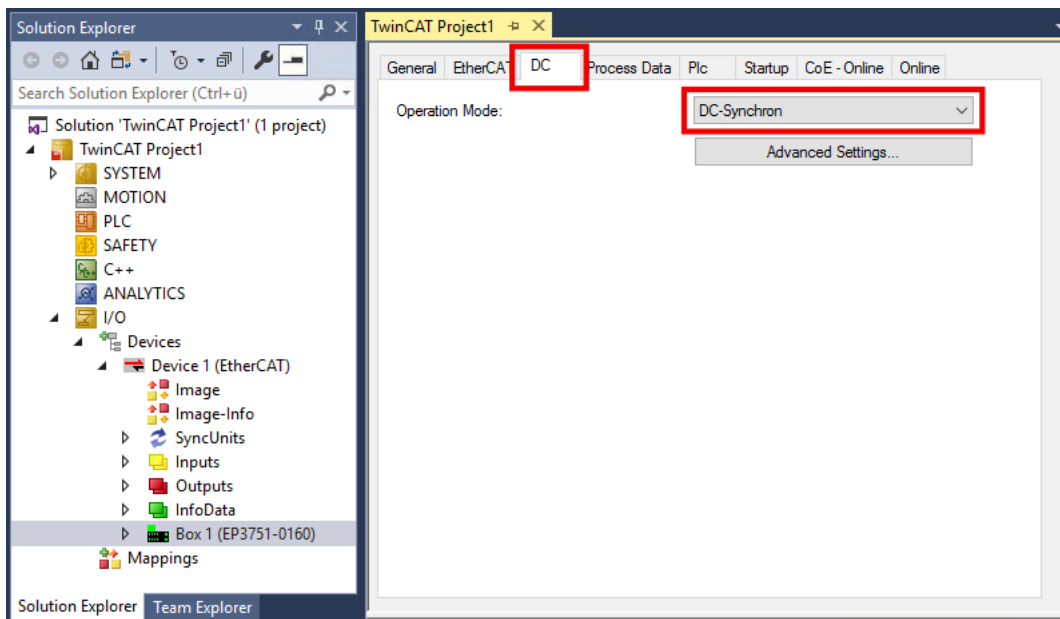 Solution Explorer
Search Solution Explorer (Ctrl+ü)
Solution 'TwinCAT Project1' (1 project)
TwinCAT Project1
SYSTEM
MOTION
PLC
SAFETY
C++
ANALYTICS
I/O
Devices
Device 1 (EtherCAT)
Image
Image-Info
SyncUnits
Inputs
Outputs
InfoData
Box 1 (EP3751-0160)
Mappings
Solution Explorer Team Explorer
TwinCAT Project1
General EtherCAT DC Process Data Plc Startup CoE - Online Online
Operation Mode: DC-Synchron
Advanced Settings...